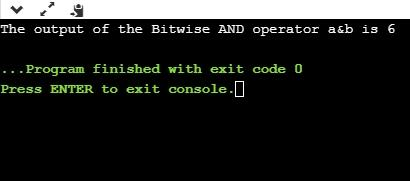 The output of the Bitwise AND operator a&b is 6
...Program finished with exit code 0
Press ENTER to exit console.